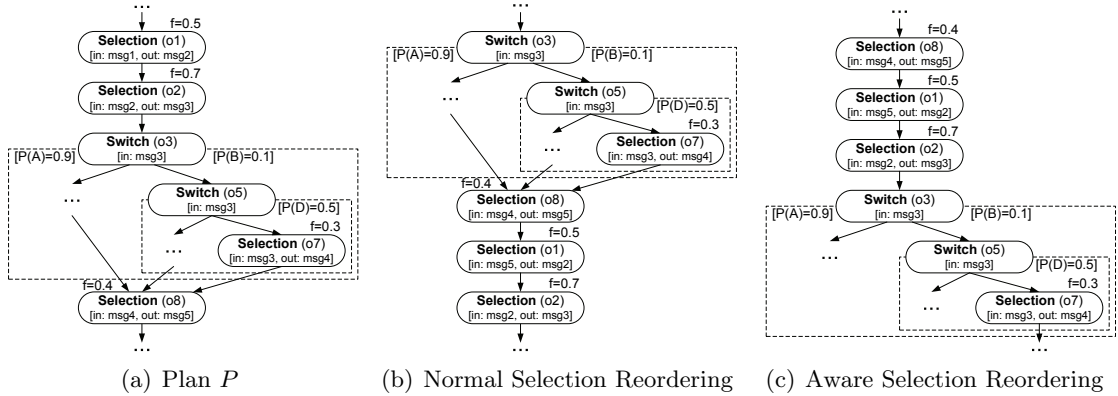 ...
f=0.5
Selection (o1)
[in: msg1, out: msg2]
f=0.7
Selection (o2)
[in: msg2, out: msg3]
Switch (o3)
[in: msg3]
[P(A)=0.9]
[P(B)=0.1]
...
Switch (o5)
[in: msg3]
[P(D)=0.5]
...
f=0.3
Selection (o7)
[in: msg3, out: msg4]
f=0.4
Selection (o8)
[in: msg4, out: msg5]
...
(a) Plan P
...
Switch (o3)
[in: msg3]
[P(A)=0.9]
[P(B)=0.1]
...
Switch (o5)
[in: msg3]
[P(D)=0.5]
...
f=0.3
Selection (o7)
[in: msg3, out: msg4]
f=0.4
Selection (o8)
[in: msg4, out: msg5]
f=0.5
Selection (o1)
[in: msg5, out: msg2]
f=0.7
Selection (o2)
[in: msg2, out: msg3]
...
(b) Normal Selection Reordering
...
f=0.4
Selection (o8)
[in: msg4, out: msg5]
f=0.5
Selection (o1)
[in: msg5, out: msg2]
f=0.7
Selection (o2)
[in: msg2, out: msg3]
Switch (o3)
[in: msg3]
[P(A)=0.9]
[P(B)=0.1]
...
Switch (o5)
[in: msg3]
[P(D)=0.5]
...
f=0.3
Selection (o7)
[in: msg3, out: msg4]
...
(c) Aware Selection Reordering